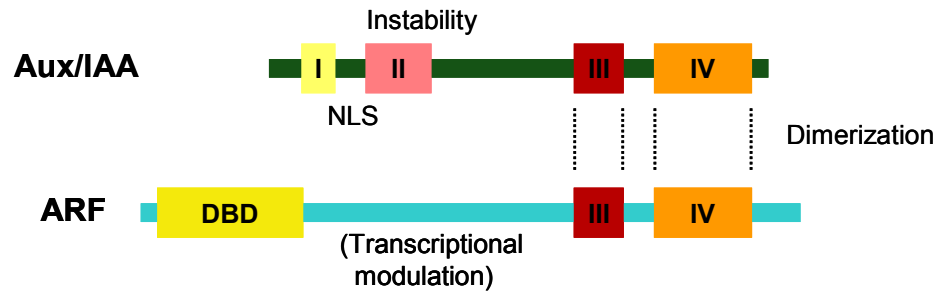 Instability
Aux/IAA I II III IV
NLS
Dimerization
ARF DBD III IV
(Transcriptional
modulation)